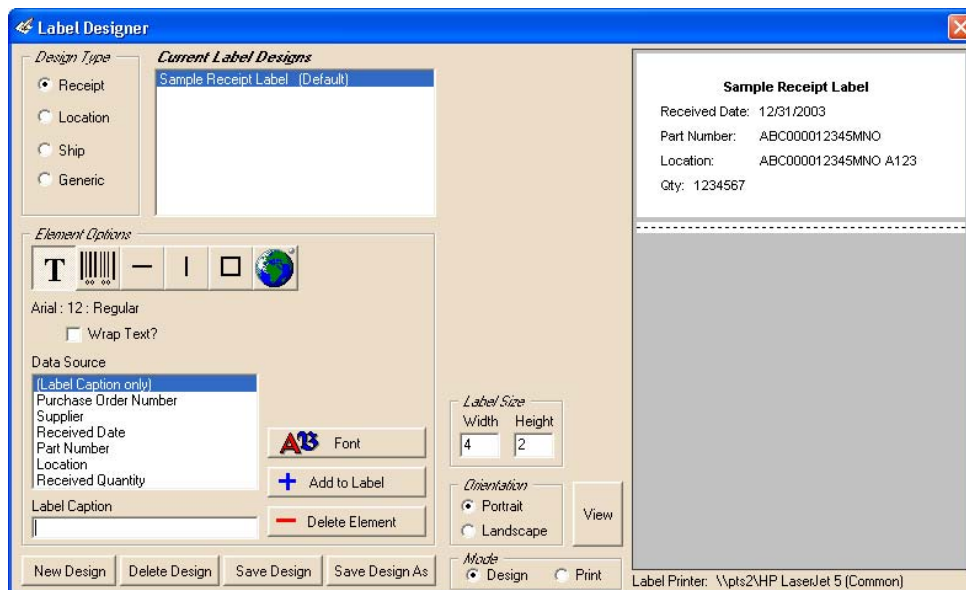 Label Designer
Design Type
Receipt
Location
Ship
Generic
Current Label Designs
Sample Receipt Label (Default)
Element Options
T
Arial : 12 : Regular
Wrap Text?
Data Source
(Label Caption only)
Purchase Order Number
Supplier
Received Date
Part Number
Location
Received Quantity
Label Caption
Font
Add to Label
Delete Element
New Design
Delete Design
Save Design
Save Design As
Label Size
Width Height
4 2
Orientation
Portrait
Landscape
View
Mode
Design Print
Sample Receipt Label
Received Date: 12/31/2003
Part Number: ABC000012345MNO
Location: ABC000012345MNO A123
Qty: 1234567
Label Printer: \\pts2\HP LaserJet 5 (Common)